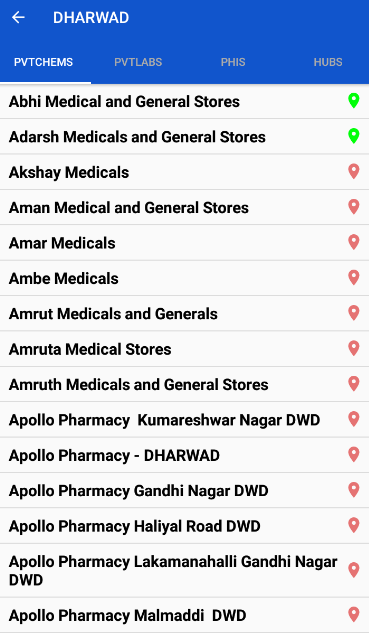 DHARWAD
PVTCHEMS PVTLABS PHIS HUBS
Abhi Medical and General Stores
Adarsh Medicals and General Stores
Akshay Medicals
Aman Medical and General Stores
Amar Medicals
Ambe Medicals
Amrut Medicals and Generals
Amruta Medical Stores
Amruth Medicals and General Stores
Apollo Pharmacy  Kumareshwar Nagar DWD
Apollo Pharmacy - DHARWAD
Apollo Pharmacy Gandhi Nagar DWD
Apollo Pharmacy Haliyal Road DWD
Apollo Pharmacy Lakamanahalli Gandhi Nagar
DWD
Apollo Pharmacy Malmaddi  DWD